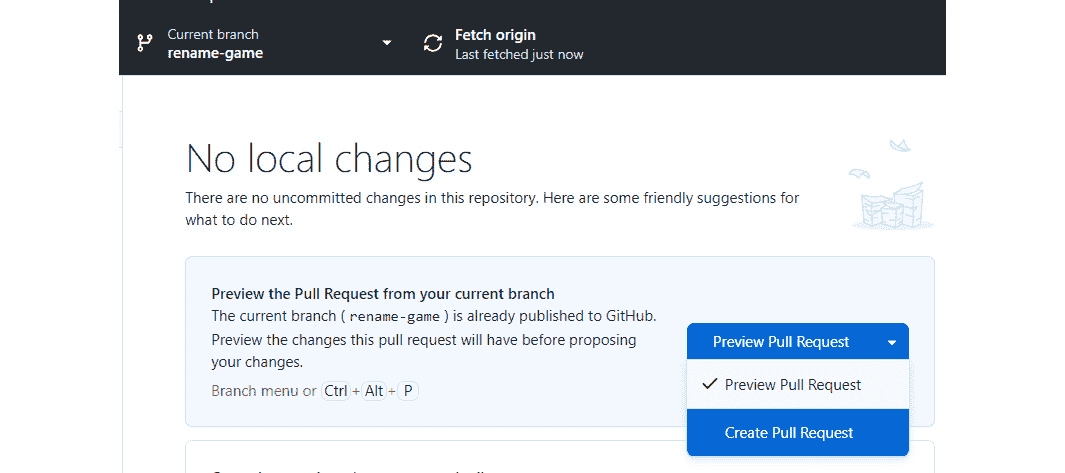 Current branch
rename-game
Fetch origin
Last fetched just now
No local changes
There are no uncommitted changes in this repository. Here are some friendly suggestions for
what to do next.
Preview the Pull Request from your current branch
The current branch ( rename-game ) is already published to GitHub.
Preview the changes this pull request will have before proposing
your changes.
Branch menu or Ctrl + Alt + P
Preview Pull Request
Preview Pull Request
Create Pull Request